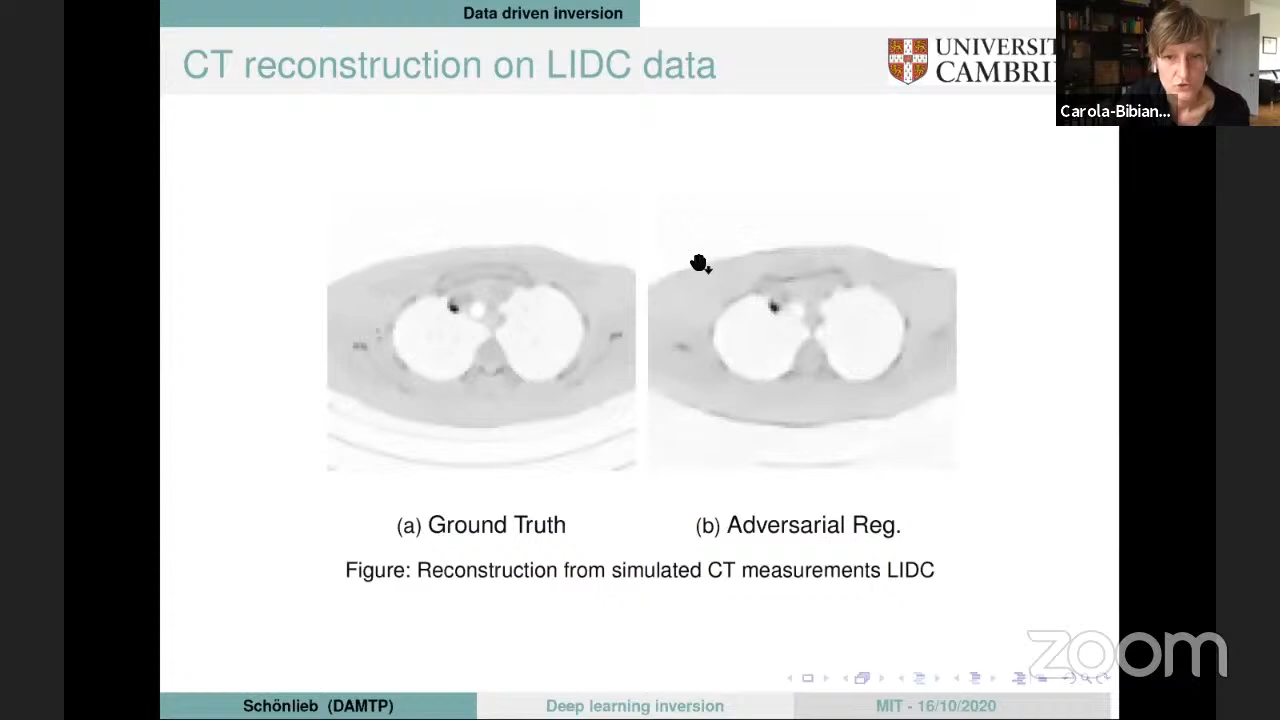 Data driven inversion
CT reconstruction on LIDC data
UNIVERSIT
CAMBRI
Carola-Bibian...
(a) Ground Truth
(b) Adversarial Reg.
Figure: Reconstruction from simulated CT measurements LIDC
zoom
Schönlieb (DAMTP)
Deep learning inversion
MIT - 16/10/2020